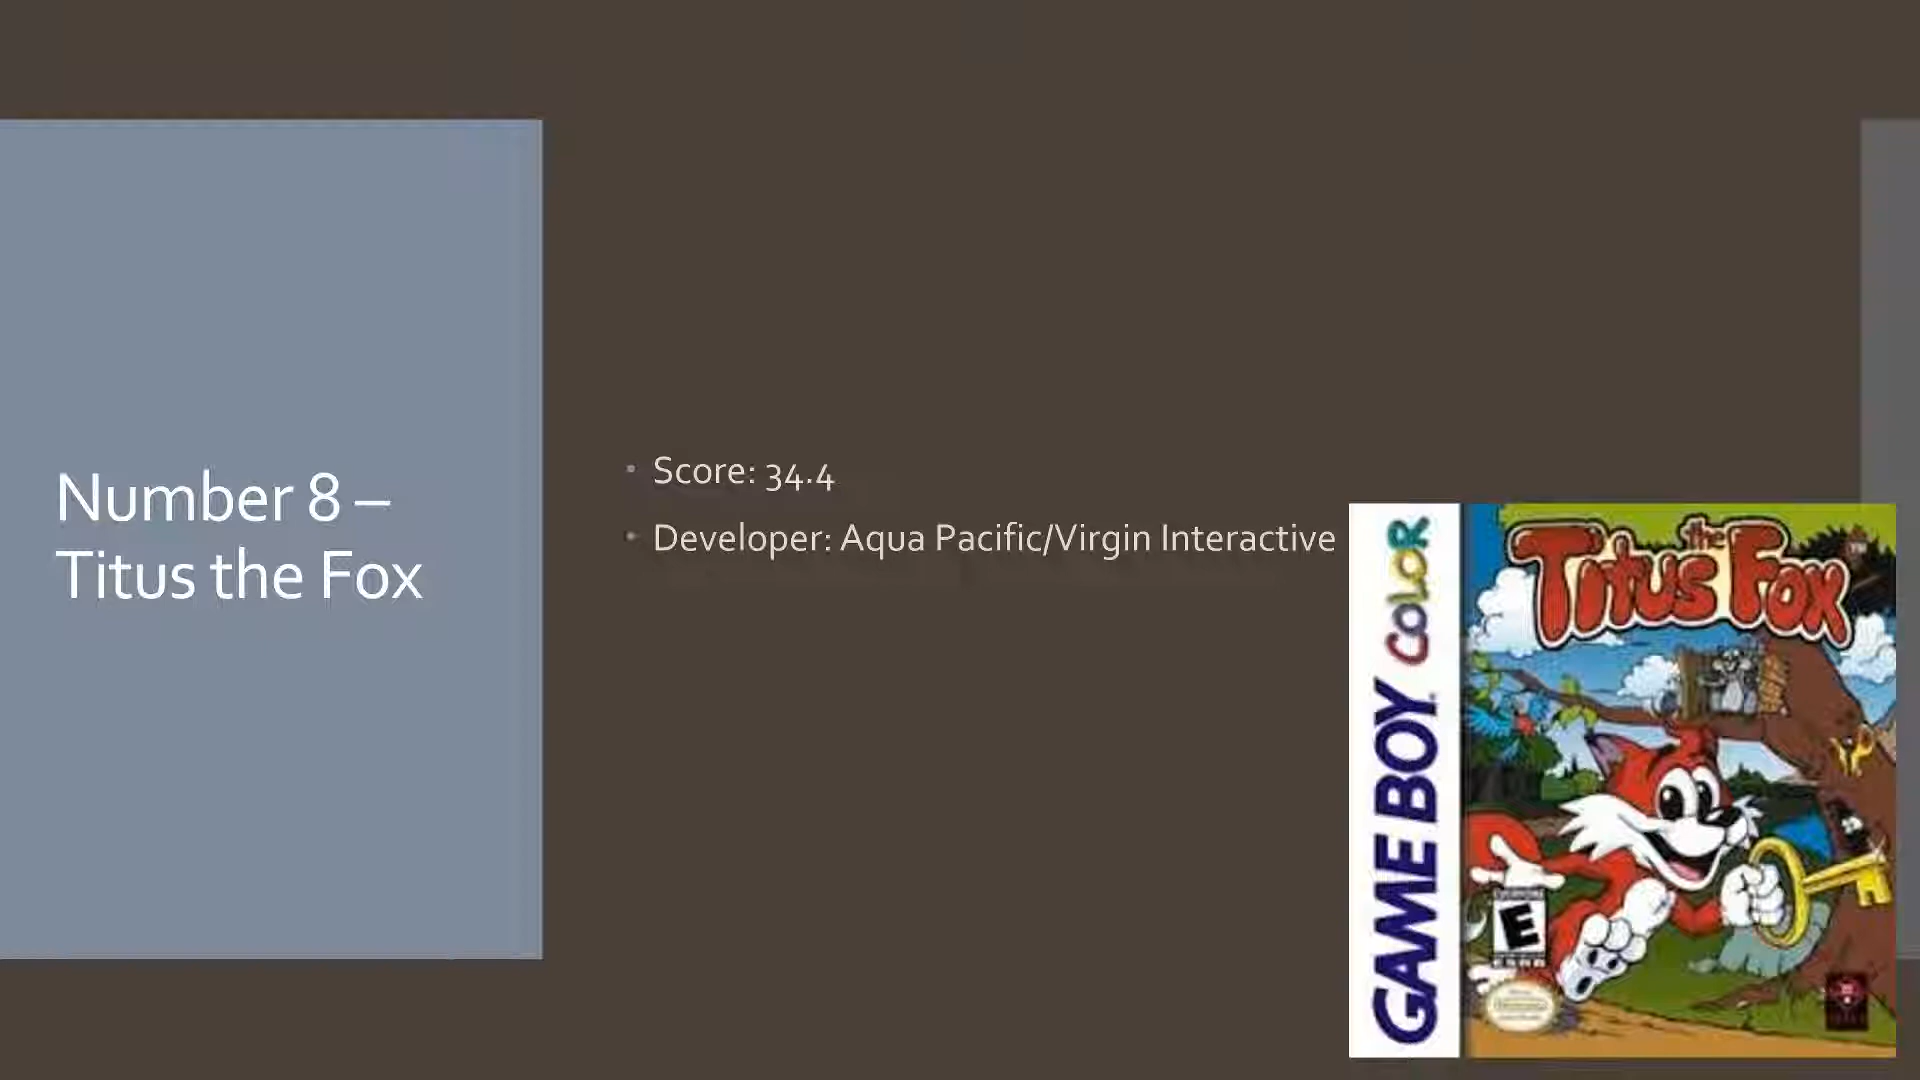 Number 8 –
Titus the Fox
Score: 34.4
Developer: Aqua Pacific/Virgin Interactive
GAME BOY COLOR
the
Titus Fox
E